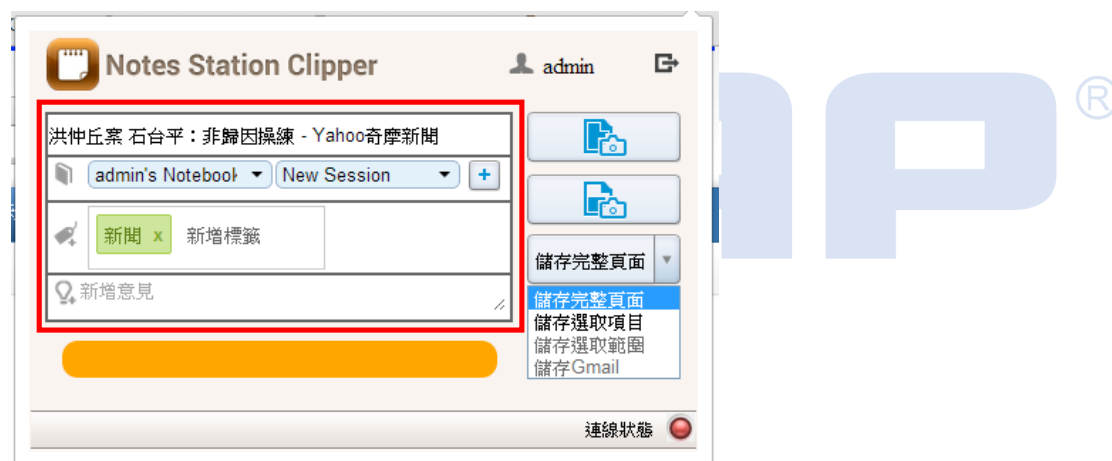 Notes Station Clipper
admin
洪仲丘案 石台平：非歸因操練 - Yahoo奇摩新聞
admin's Notebook
New Session
+
新聞 x
新增標籤
新增意見
儲存完整頁面
儲存完整頁面
儲存選取項目
儲存選取範圍
儲存Gmail
連線狀態
AP®